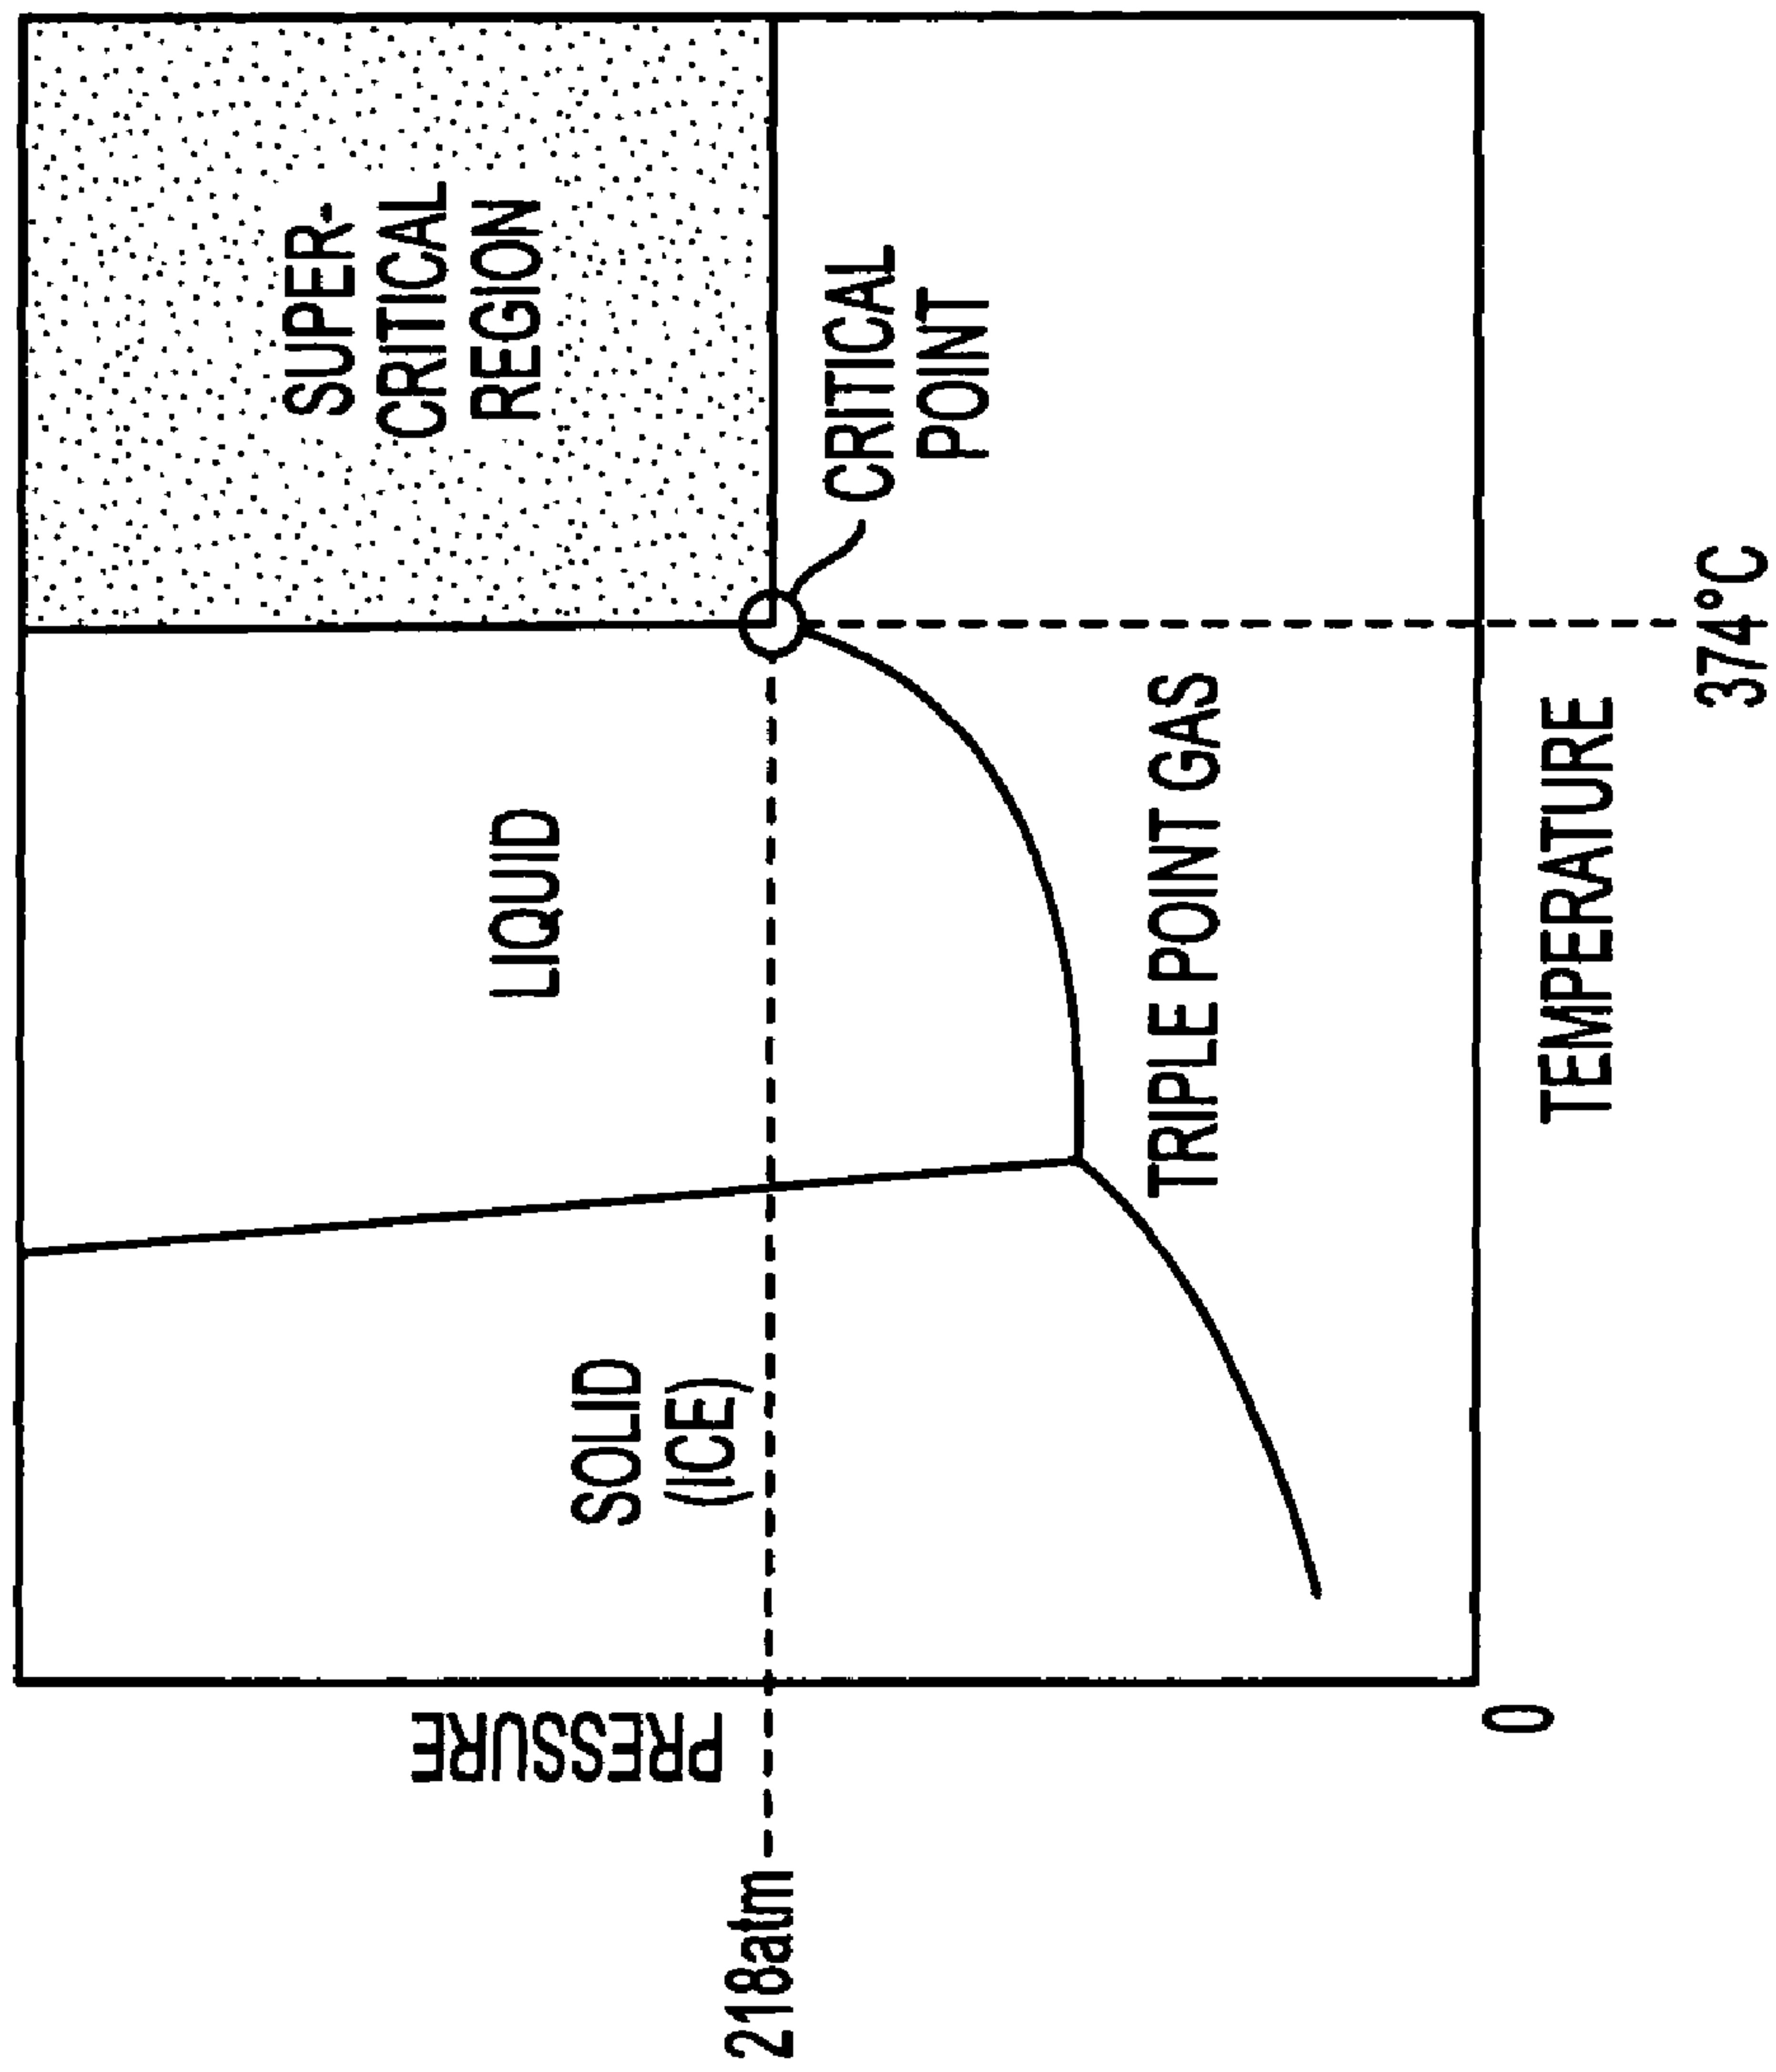 SUPER-
CRITICAL
REGION
LIQUID
SOLID
(ICE)
CRITICAL
POINT
TRIPLE POINT GAS
PRESSURE
218atm
0
TEMPERATURE
374°C